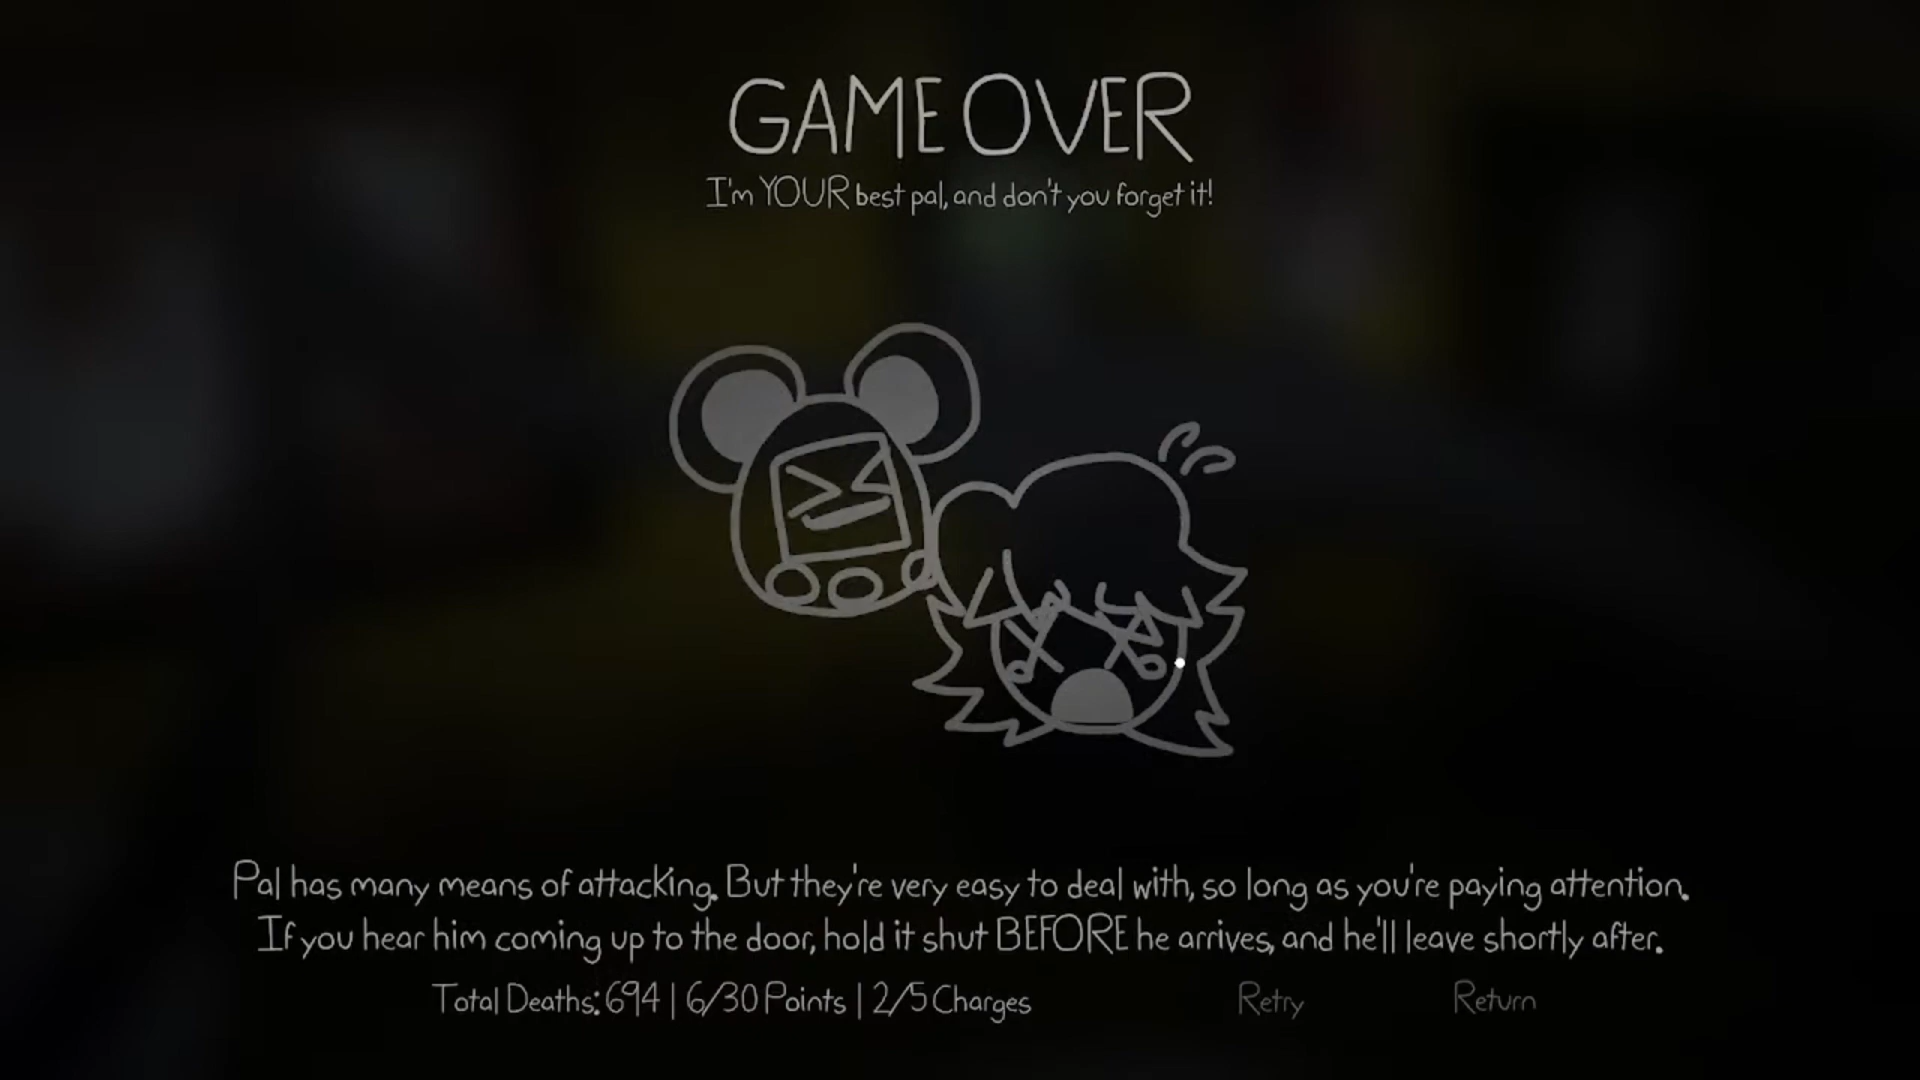 GAME OVER
I'm YOUR best pal, and don't you forget it!
Pal has many means of attacking. But they're very easy to deal with, so long as you're paying attention.
If you hear him coming up to the door, hold it shut BEFORE he arrives, and he'll leave shortly after.
Total Deaths: 694 | 6/30 Points | 2/5 Charges
Retry
Return